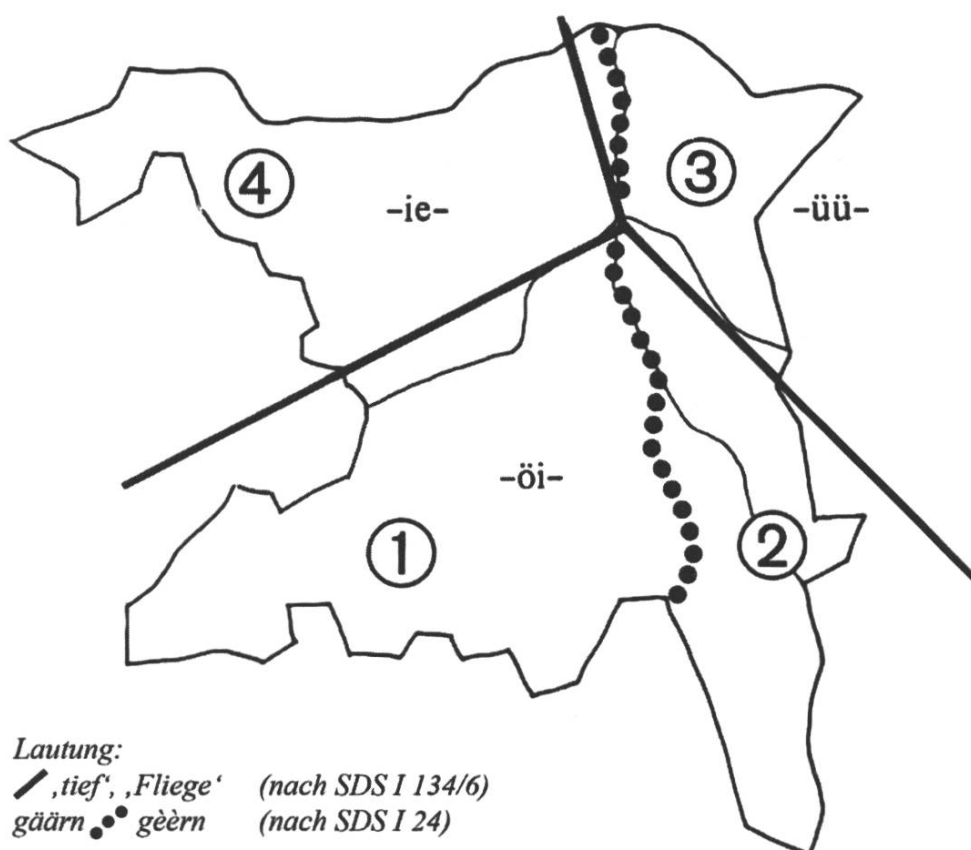 4
3
-ie-
-üü-
-öi-
1
2
Lautung:
‚tief‘, ‚Fliege‘ (nach SDS I 134/6)
gäärn gèèrn (nach SDS I 24)